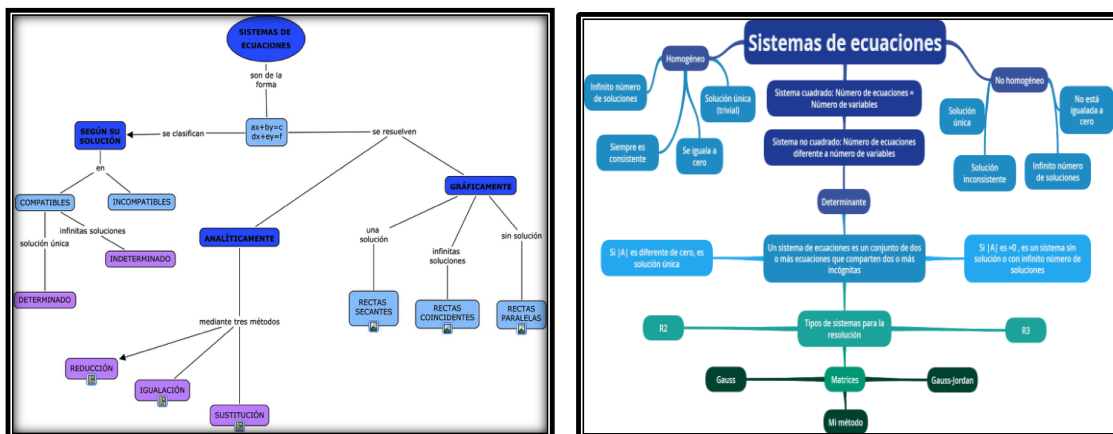 SISTEMAS DE
ECUACIONES
son de la
forma
ax+by=c
dx+ey=f
se clasifican
SEGÚN SU
SOLUCIÓN
en
COMPATIBLES
INCOMPATIBLES
solución única
infinitas soluciones
INDETERMINADO
DETERMINADO
se resuelven
ANALÍTICAMENTE
mediante tres métodos
REDUCCIÓN
IGUALACIÓN
SUSTITUCIÓN
GRÁFICAMENTE
una
solución
infinitas
soluciones
sin solución
RECTAS
SECANTES
RECTAS
COINCIDENTES
RECTAS
PARALELAS
Sistemas de ecuaciones
Homogéneo
Infinito número
de soluciones
Solución única
(trivial)
Siempre es
consistente
Se iguala a
cero
Sistema cuadrado: Número de ecuaciones =
Número de variables
Sistema no cuadrado: Número de ecuaciones
diferente a número de variables
No homogéneo
Solución
única
No está
igualada a
cero
Solución
inconsistente
Infinito número
de soluciones
Determinante
Si |A| es diferente de cero, es
solución única
Un sistema de ecuaciones es un conjunto de dos
o más ecuaciones que comparten dos o más
incógnitas
Si |A| es =0 , es un sistema sin
solución o con infinito número de
soluciones
R2
Tipos de sistemas para la
resolución
R3
Gauss
Matrices
Gauss-Jordan
Mi método